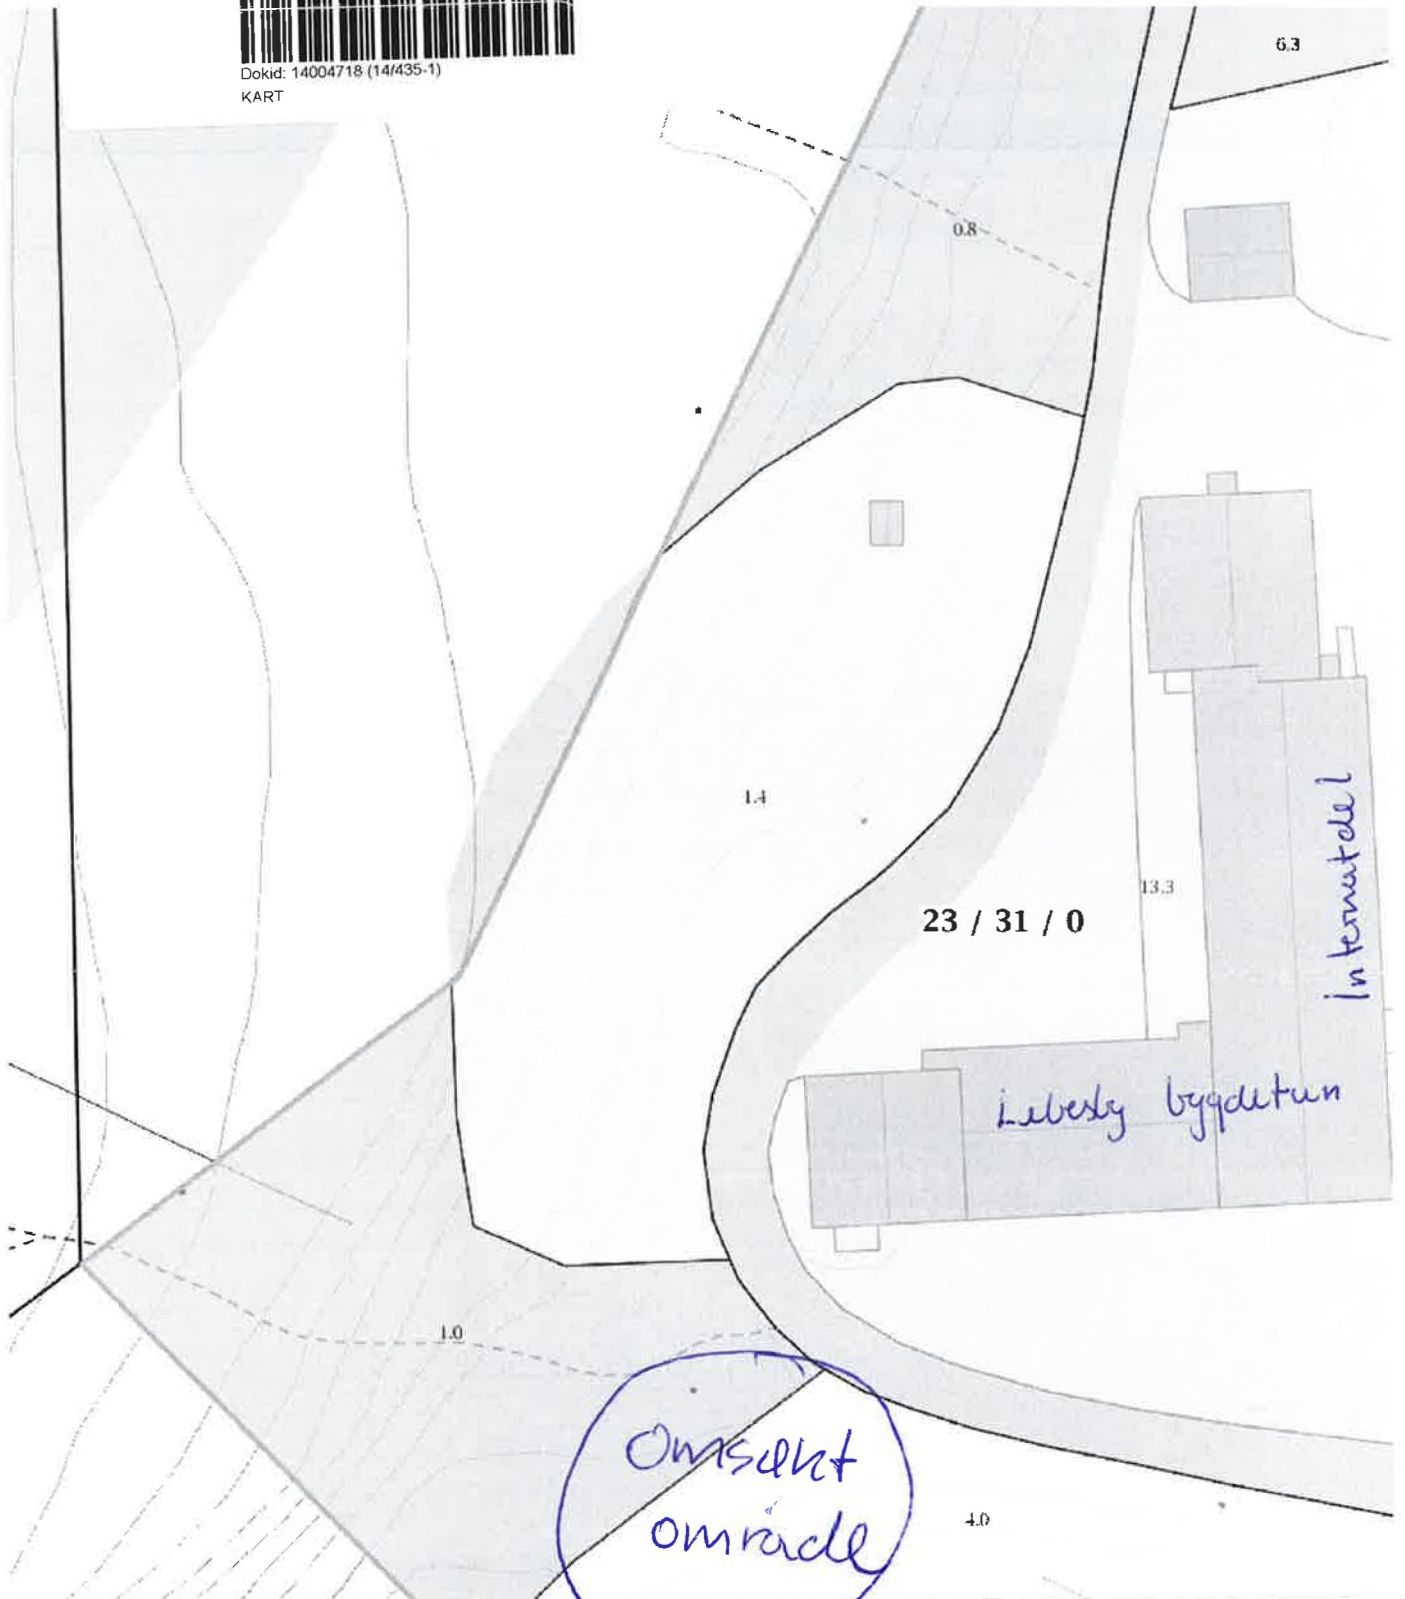 Dokid: 14004718 (14/435-1)
KART
6.3
0.8
1.4
13.3
23 / 31 / 0
Internatdel
Lebesby bygdetun
1.0
Omsøkt
område
4.0